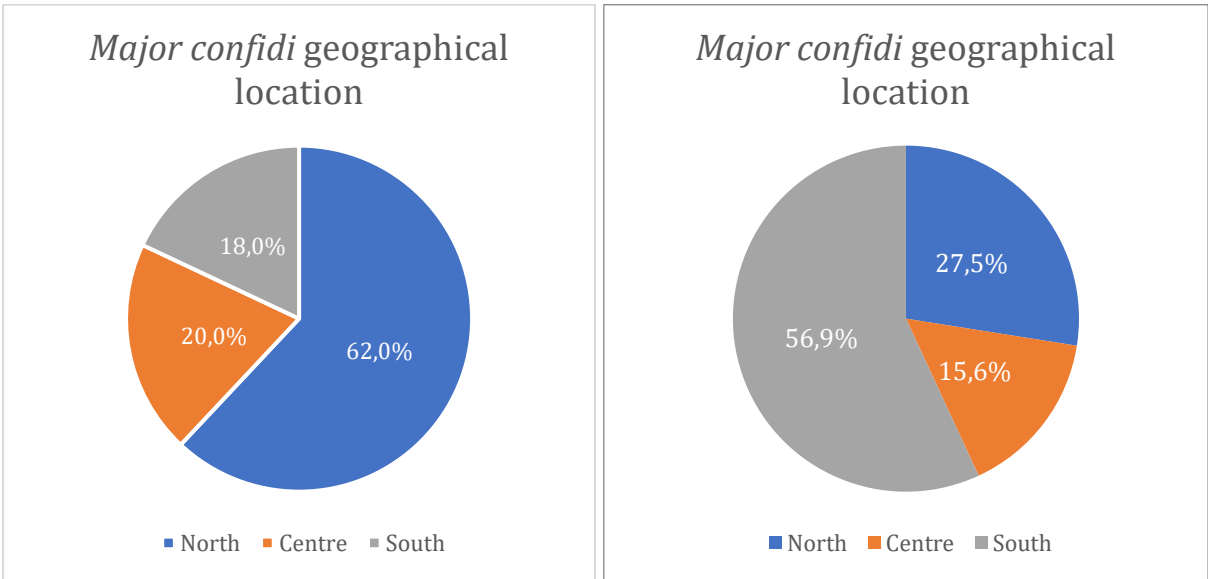 Major confidi geographical
location
18,0%
20,0%
62,0%
North Centre South
Major confidi geographical
location
27,5%
56,9%
15,6%
North Centre South